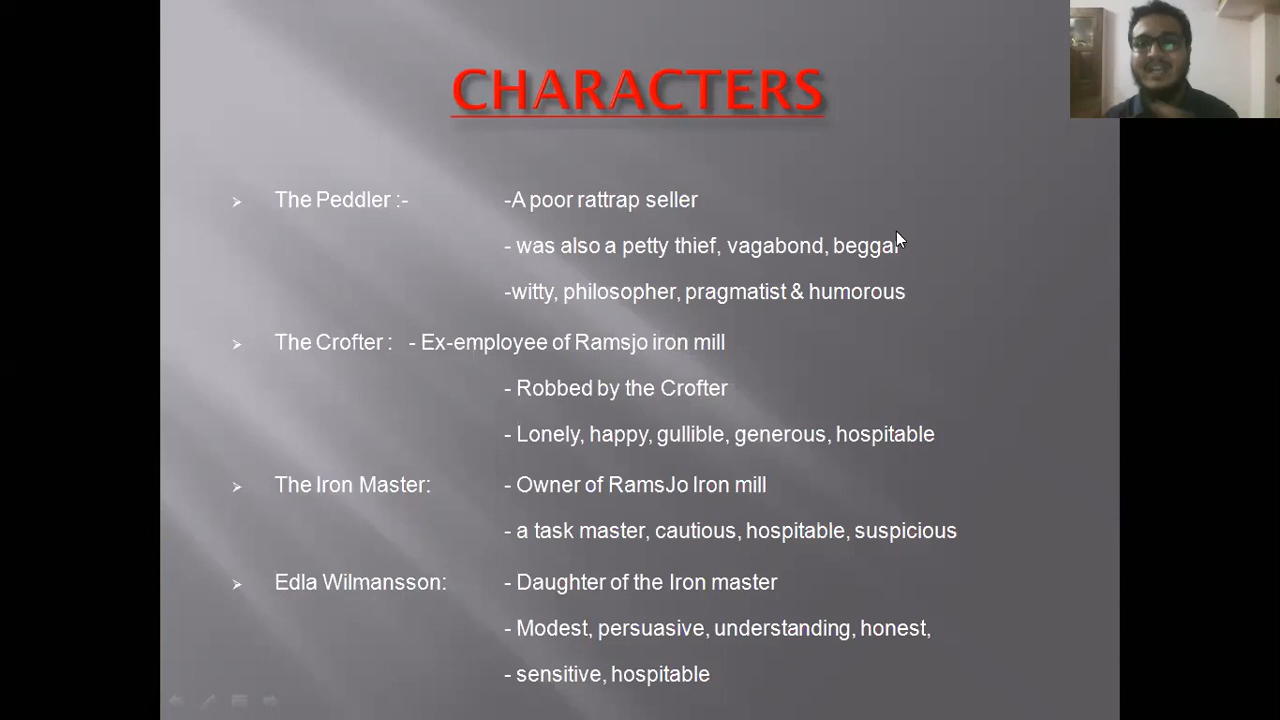 CHARACTERS
The Peddler :- -A poor rattrap seller
- was also a petty thief, vagabond, beggar
-witty, philosopher, pragmatist & humorous
The Crofter : - Ex-employee of Ramsjo iron mill
- Robbed by the Crofter
- Lonely, happy, gullible, generous, hospitable
The Iron Master: - Owner of RamsJo Iron mill
- a task master, cautious, hospitable, suspicious
Edla Wilmansson: - Daughter of the Iron master
- Modest, persuasive, understanding, honest,
- sensitive, hospitable